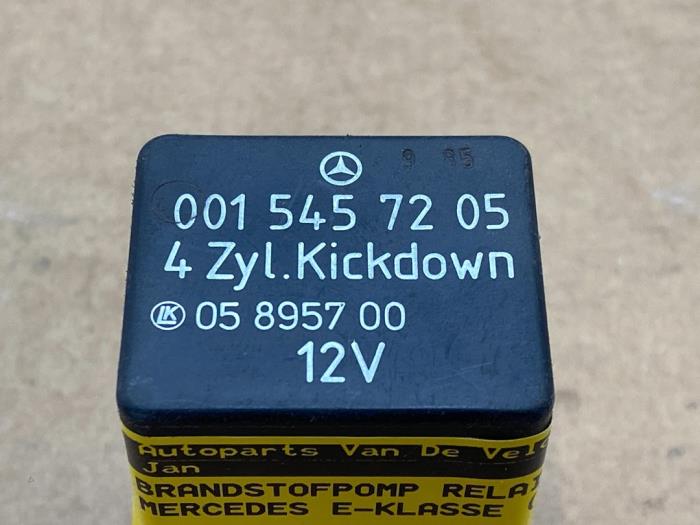 9 85
001 545 72 05
4 Zyl.Kickdown
LK 05 8957 00
12V
Autoparts Van De
Jan
BRANDSTOFPOMP
MERCEDES E-KLASSE